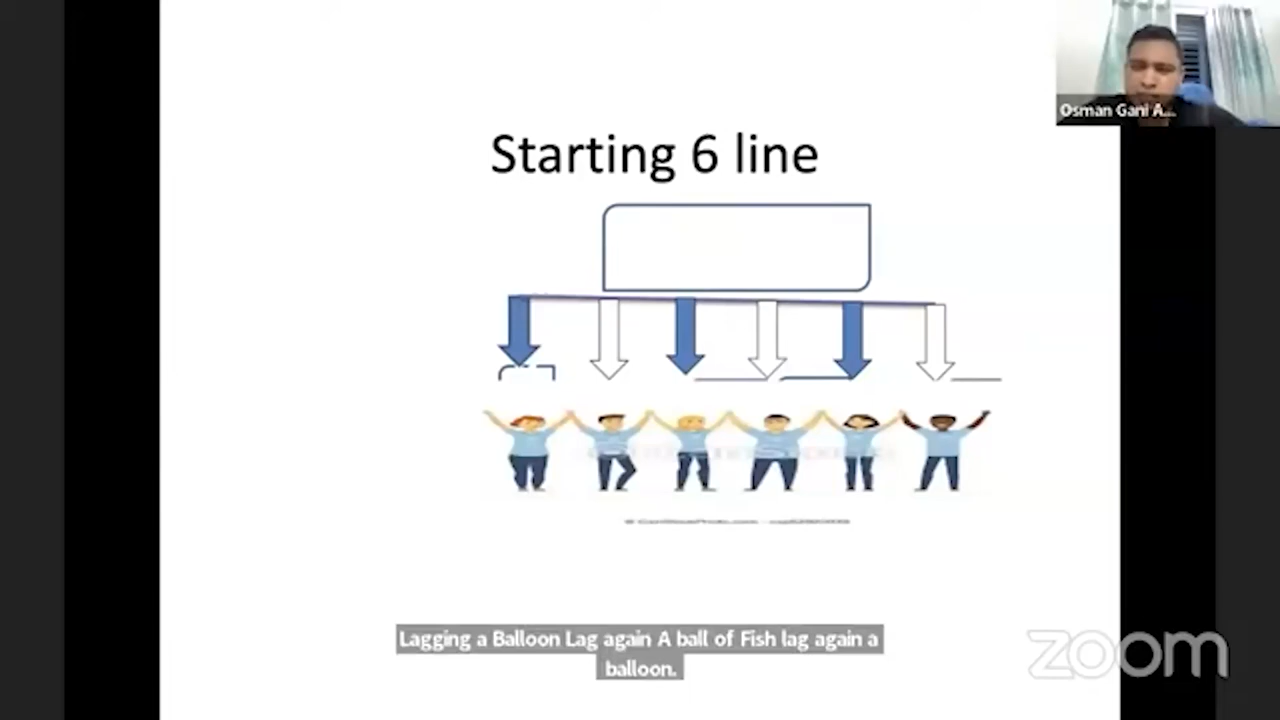 Osman Gani A...
Starting 6 line
Lagging a Balloon Lag again A ball of Fish lag again a
balloon.
zoom